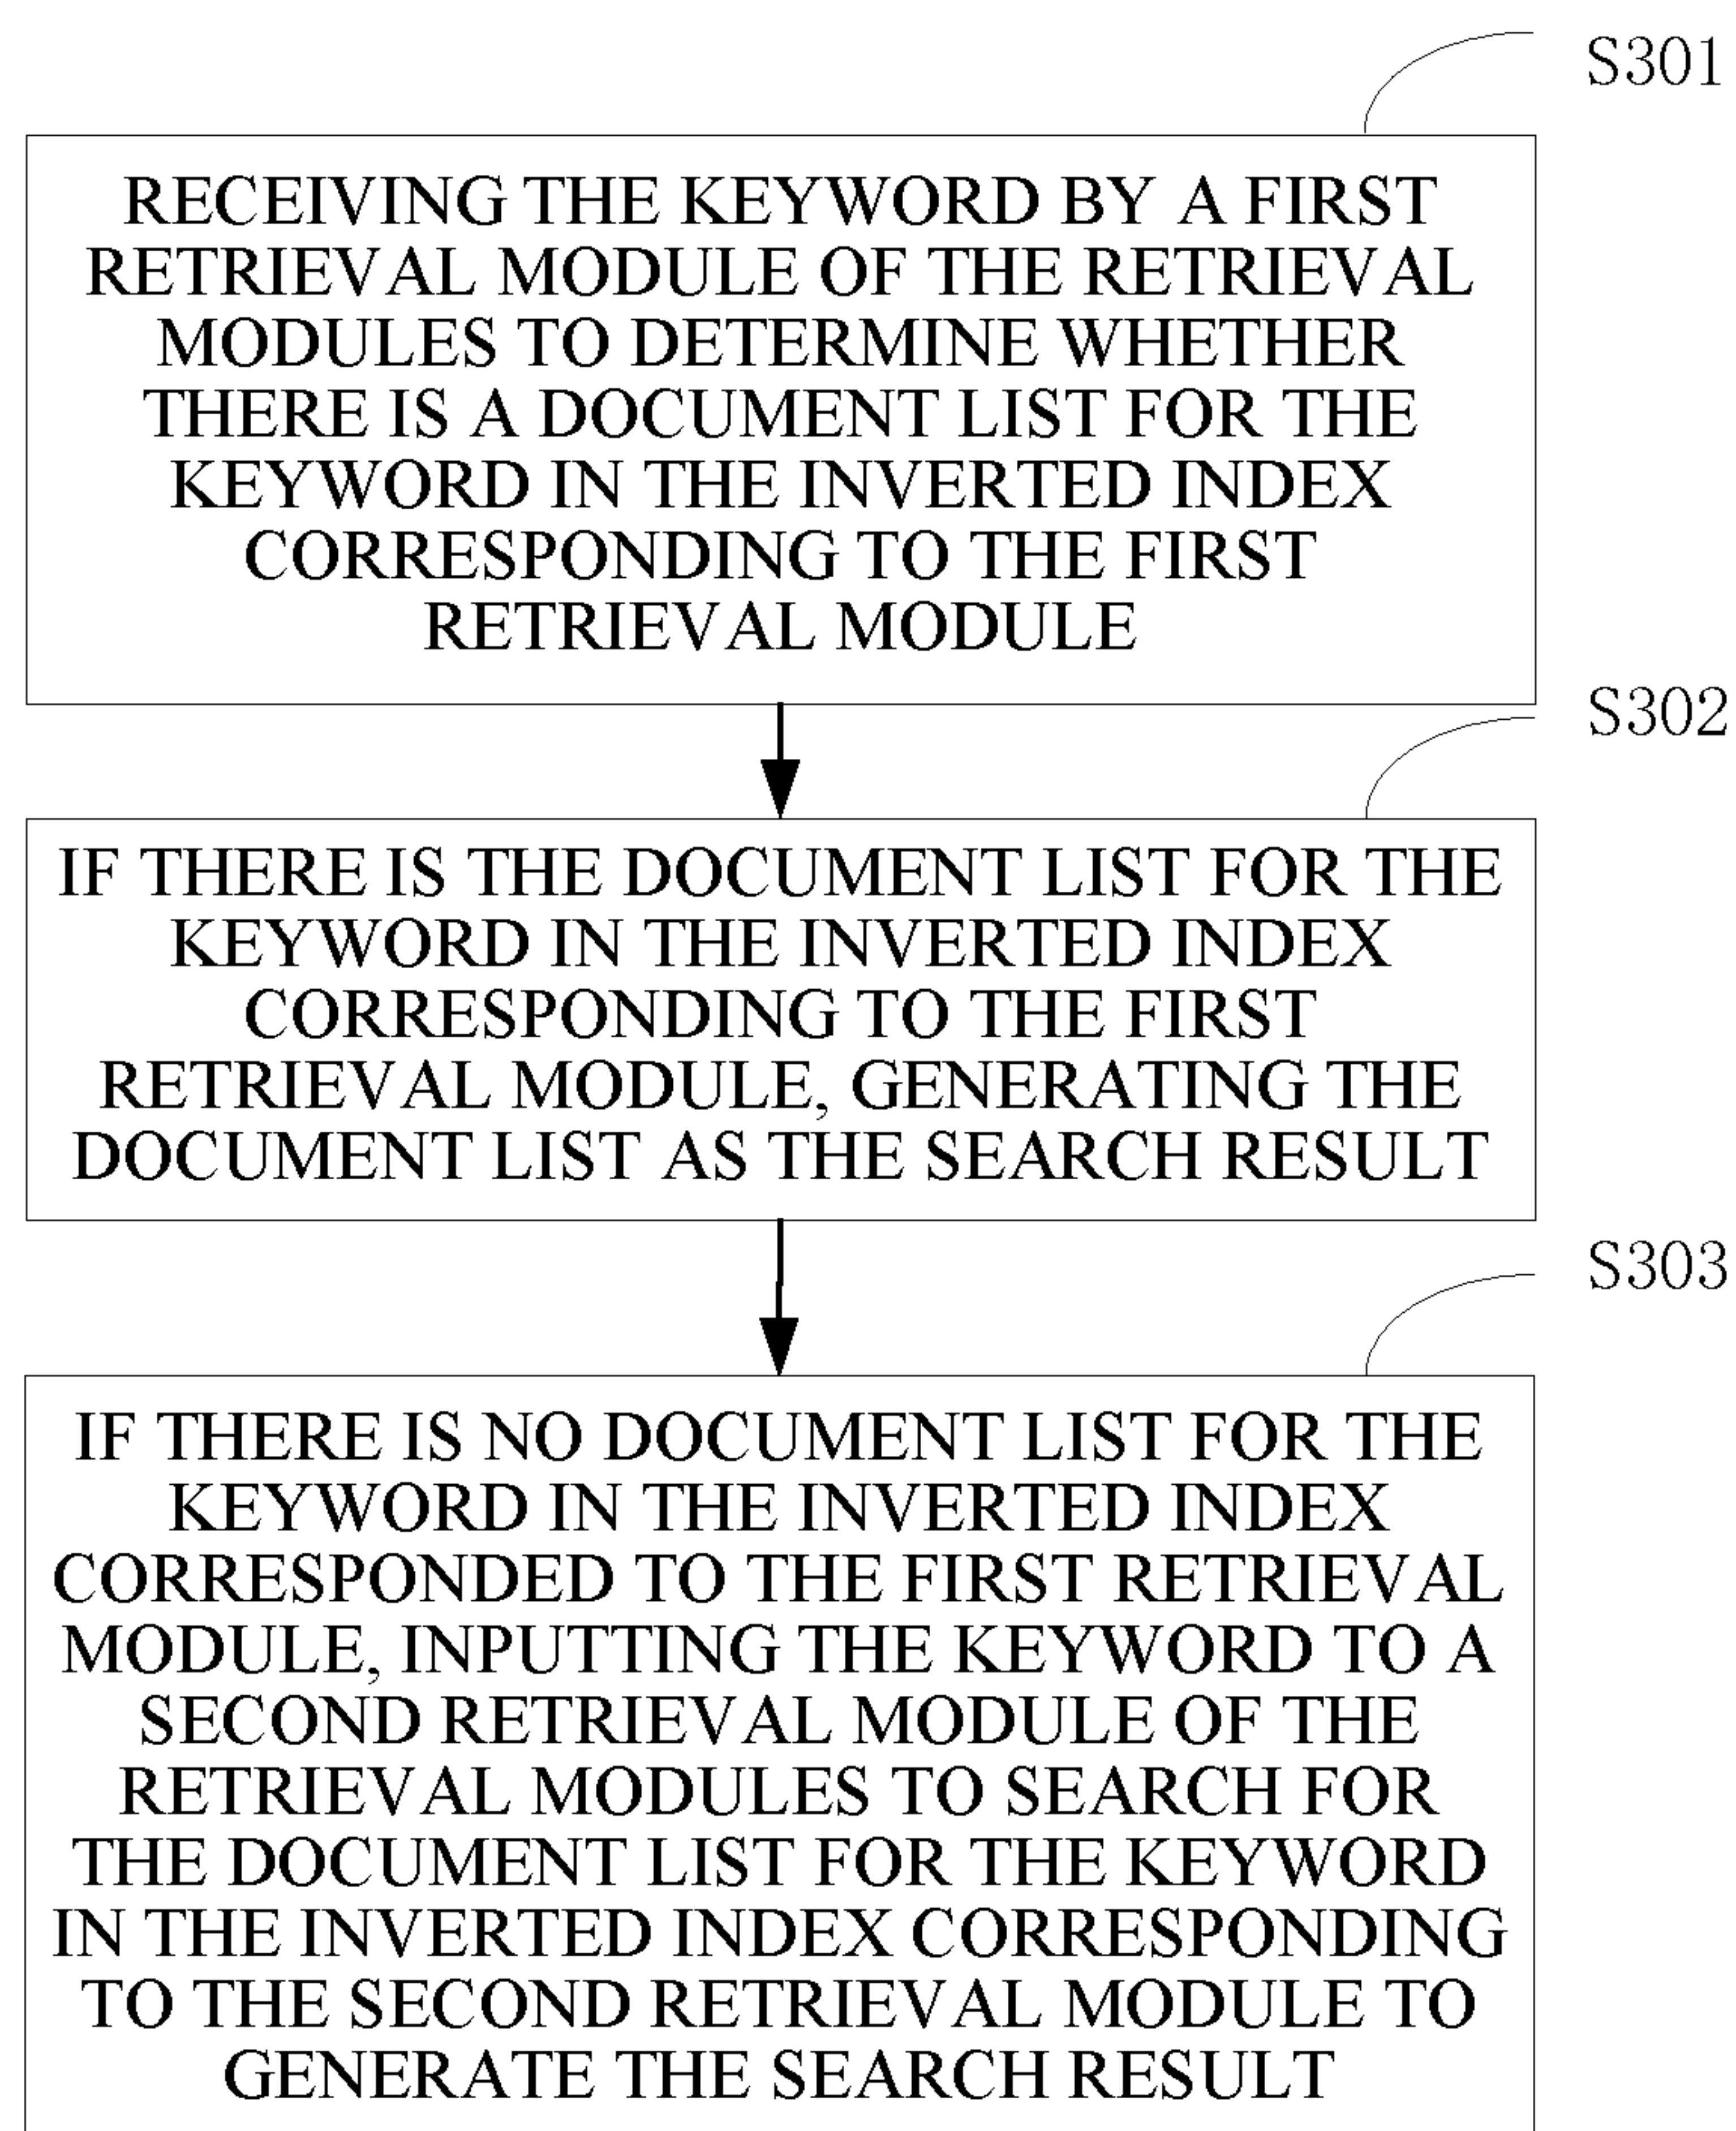 S301
RECEIVING THE KEYWORD BY A FIRST
RETRIEVAL MODULE OF THE RETRIEVAL
MODULES TO DETERMINE WHETHER
THERE IS A DOCUMENT LIST FOR THE
KEYWORD IN THE INVERTED INDEX
CORRESPONDING TO THE FIRST
RETRIEVAL MODULE
S302
IF THERE IS THE DOCUMENT LIST FOR THE
KEYWORD IN THE INVERTED INDEX
CORRESPONDING TO THE FIRST
RETRIEVAL MODULE, GENERATING THE
DOCUMENT LIST AS THE SEARCH RESULT
S303
IF THERE IS NO DOCUMENT LIST FOR THE
KEYWORD IN THE INVERTED INDEX
CORRESPONDED TO THE FIRST RETRIEVAL
MODULE, INPUTTING THE KEYWORD TO A
SECOND RETRIEVAL MODULE OF THE
RETRIEVAL MODULES TO SEARCH FOR
THE DOCUMENT LIST FOR THE KEYWORD
IN THE INVERTED INDEX CORRESPONDING
TO THE SECOND RETRIEVAL MODULE TO
GENERATE THE SEARCH RESULT